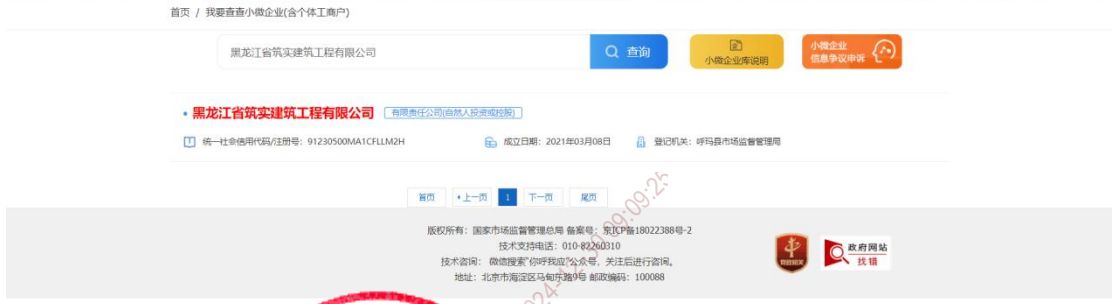 首页 / 我要查查小微企业(含个体工商户)
黑龙江省筑实建筑工程有限公司
查询
小微企业库说明
小微企业
信息争议申诉
黑龙江省筑实建筑工程有限公司 有限责任公司(自然人投资或控股)
统一社会信用代码/注册号：91230500MA1CFLLM2H 成立日期：2021年03月08日 登记机关：呼玛县市场监督管理局
首页 上一页 1 下一页 尾页
版权所有：国家市场监督管理总局 备案号：京ICP备18022388号-2
技术支持电话：010-82260310
技术咨询： 微信搜索"你呼我应"公众号，关注后进行咨询。
地址：北京市海淀区马甸东路9号 邮政编码：100088
党政机关
政府网站
找错